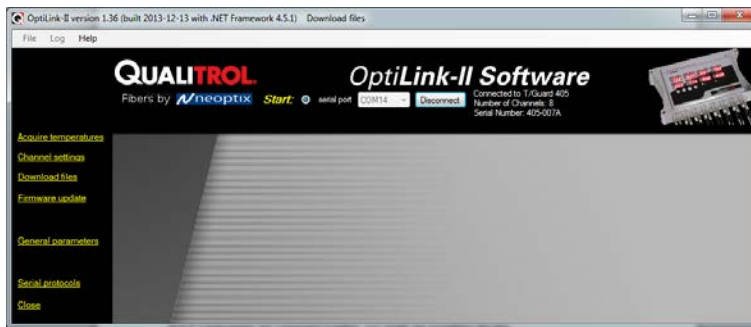 OptiLink-II version 1.36 (built 2013-12-13 with .NET Framework 4.5.1) Download files
File Log Help
QUALITROL
OptiLink-II Software
Fibers by neoptix Start: serial port COM14 Disconnect
Connected to T/Guard 405
Number of Channels: 8
Serial Number: 405-007A
Acquire temperatures
Channel settings
Download files
Firmware update
General parameters
Serial protocols
Close